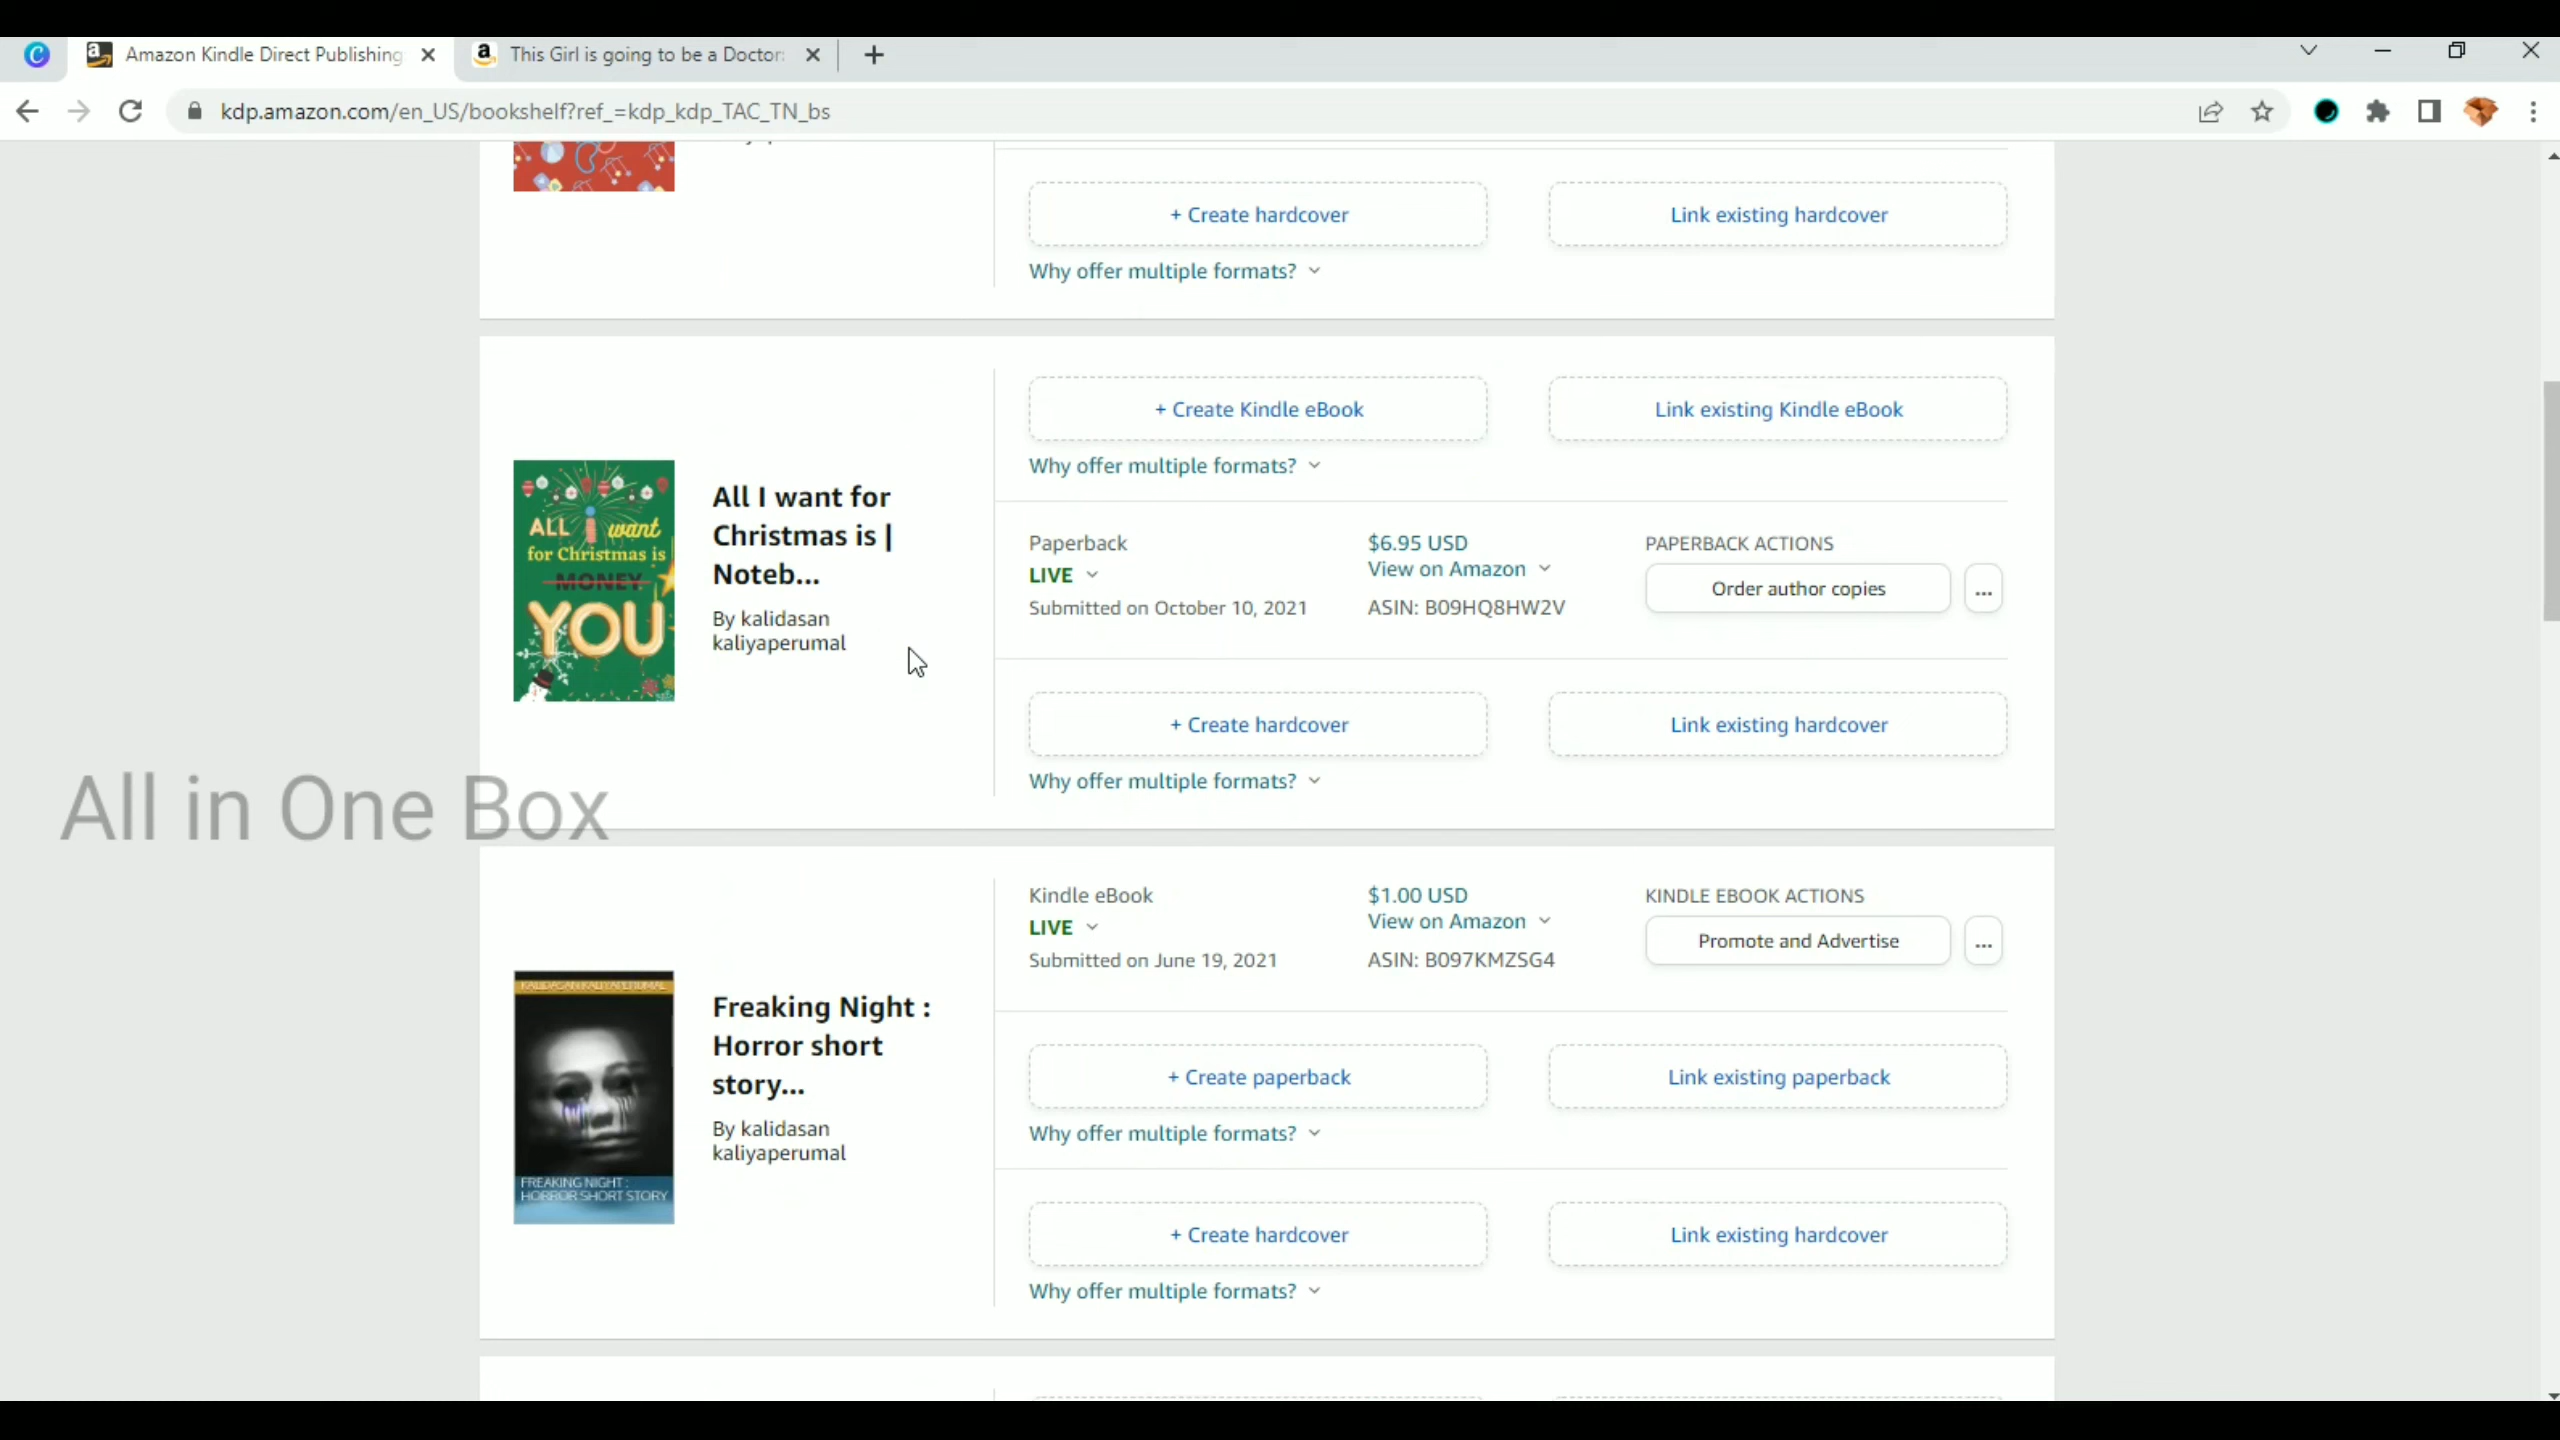 Amazon Kindle Direct Publishing
This Girl is going to be a Doctor:
kdp.amazon.com/en_US/bookshelf?ref_=kdp_kdp_TAC_TN_bs
+ Create hardcover
Link existing hardcover
Why offer multiple formats?
+ Create Kindle eBook
Link existing Kindle eBook
Why offer multiple formats?
ALL I want
for Christmas is
MONEY
YOU
All I want for
Christmas is |
Noteb...
By kalidasan
kaliyaperumal
Paperback
LIVE
Submitted on October 10, 2021
$6.95 USD
View on Amazon
ASIN: B09HQ8HW2V
PAPERBACK ACTIONS
Order author copies
...
+ Create hardcover
Link existing hardcover
Why offer multiple formats?
All in One Box
KALIDASAN KALIYAPERUMAL
FREAKING NIGHT :
HORROR SHORT STORY
Freaking Night :
Horror short
story...
By kalidasan
kaliyaperumal
Kindle eBook
LIVE
Submitted on June 19, 2021
$1.00 USD
View on Amazon
ASIN: B097KMZSG4
KINDLE EBOOK ACTIONS
Promote and Advertise
...
+ Create paperback
Link existing paperback
Why offer multiple formats?
+ Create hardcover
Link existing hardcover
Why offer multiple formats?